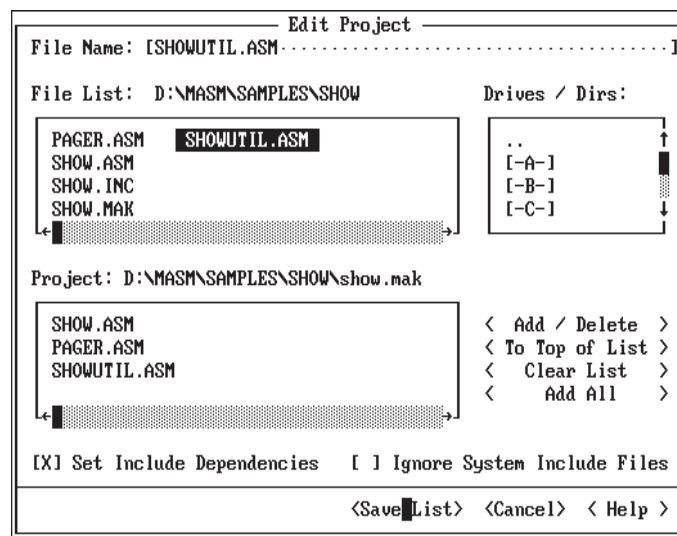 Edit Project
File Name: [SHOWUTIL.ASM·····································]
File List: D:\MASM\SAMPLES\SHOW Drives / Dirs:
PAGER.ASM SHOWUTIL.ASM ..
SHOW.ASM [-A-]
SHOW.INC [-B-]
SHOW.MAK [-C-]
Project: D:\MASM\SAMPLES\SHOW\show.mak
SHOW.ASM < Add / Delete >
PAGER.ASM < To Top of List >
SHOWUTIL.ASM < Clear List >
< Add All >
[X] Set Include Dependencies [ ] Ignore System Include Files
<Save List> <Cancel> < Help >